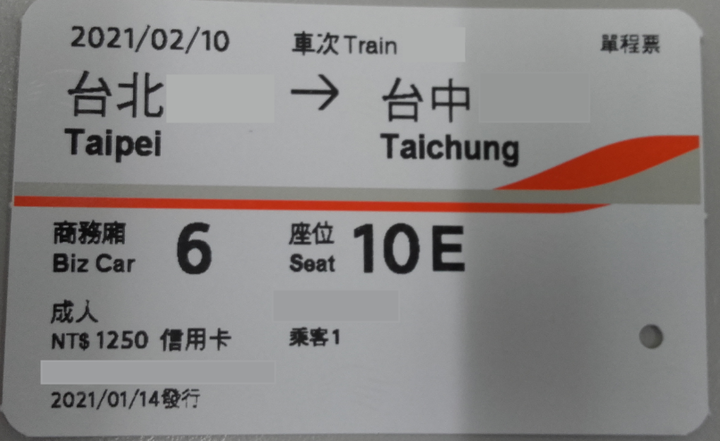 2021/02/10 車次 Train 單程票
台北 → 台中
Taipei Taichung
商務廂 6 座位 10E
Biz Car Seat
成人
NT$ 1250 信用卡 乘客1
2021/01/14發行